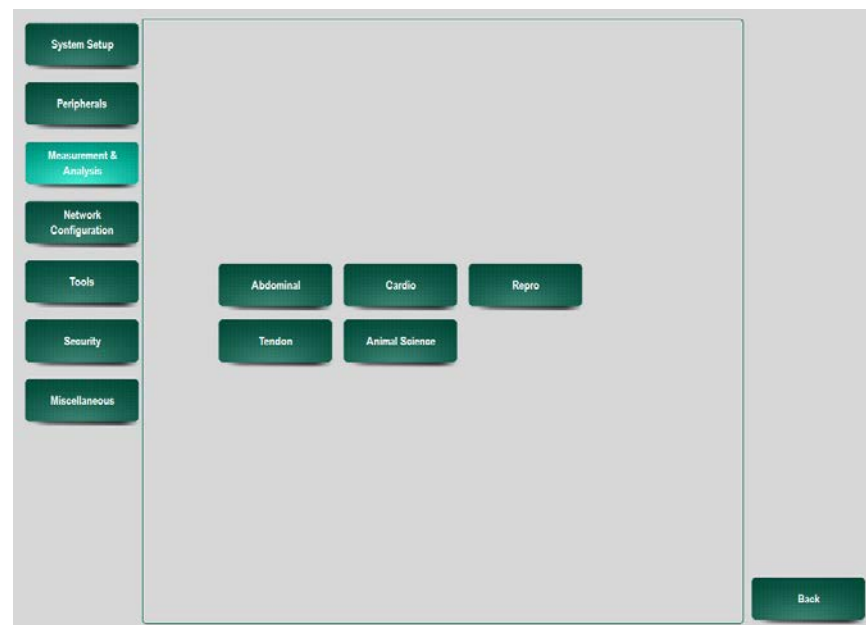 System Setup
Peripherals
Measurement &
Analysis
Network
Configuration
Tools
Security
Miscellaneous
Abdominal
Cardio
Repro
Tendon
Animal Science
Back